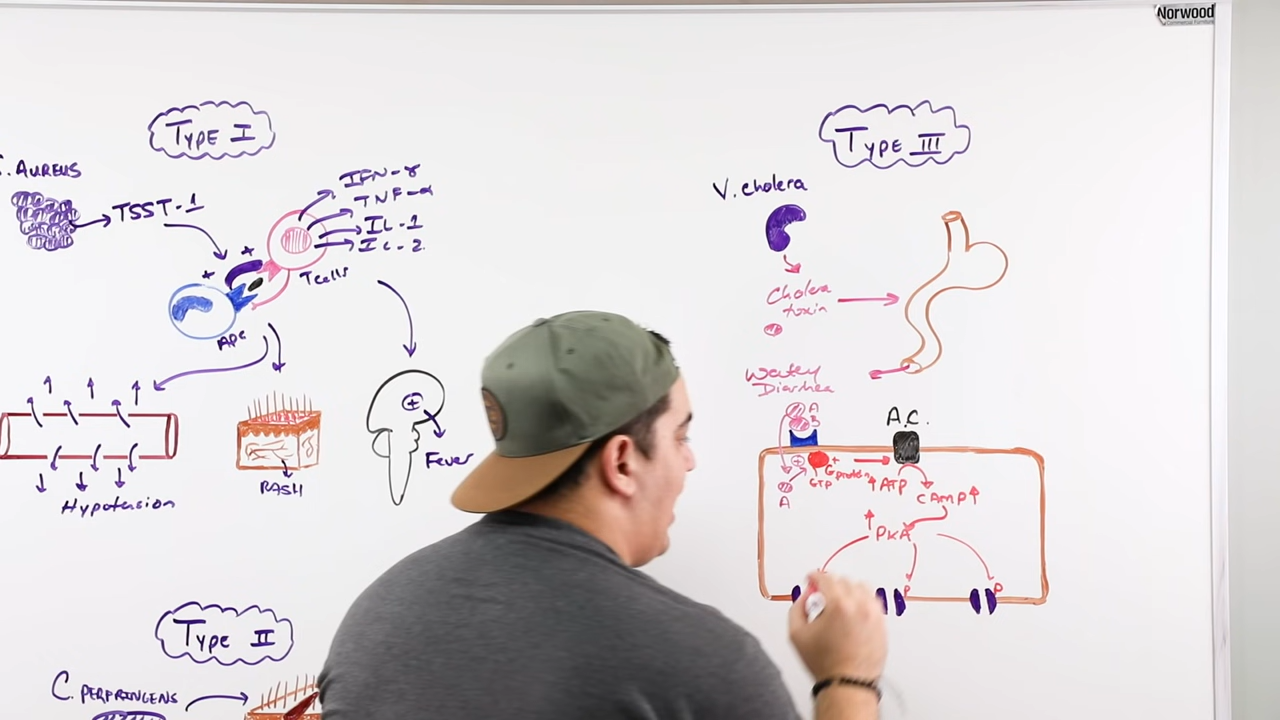 Norwood
TYPE I
S. AUREUS
TSST-1
IFN-γ
TNF-α
IL-1
IL-2
T cells
APC
Hypotension
RASH
Fever
TYPE II
C. PERFRINGENS
TYPE III
V. cholera
Cholera
toxin
Watery
Diarrhea
A
B
A.C.
+
G protein
GTP
A
↑ATP
cAMP↑
↑
PKA
P
P